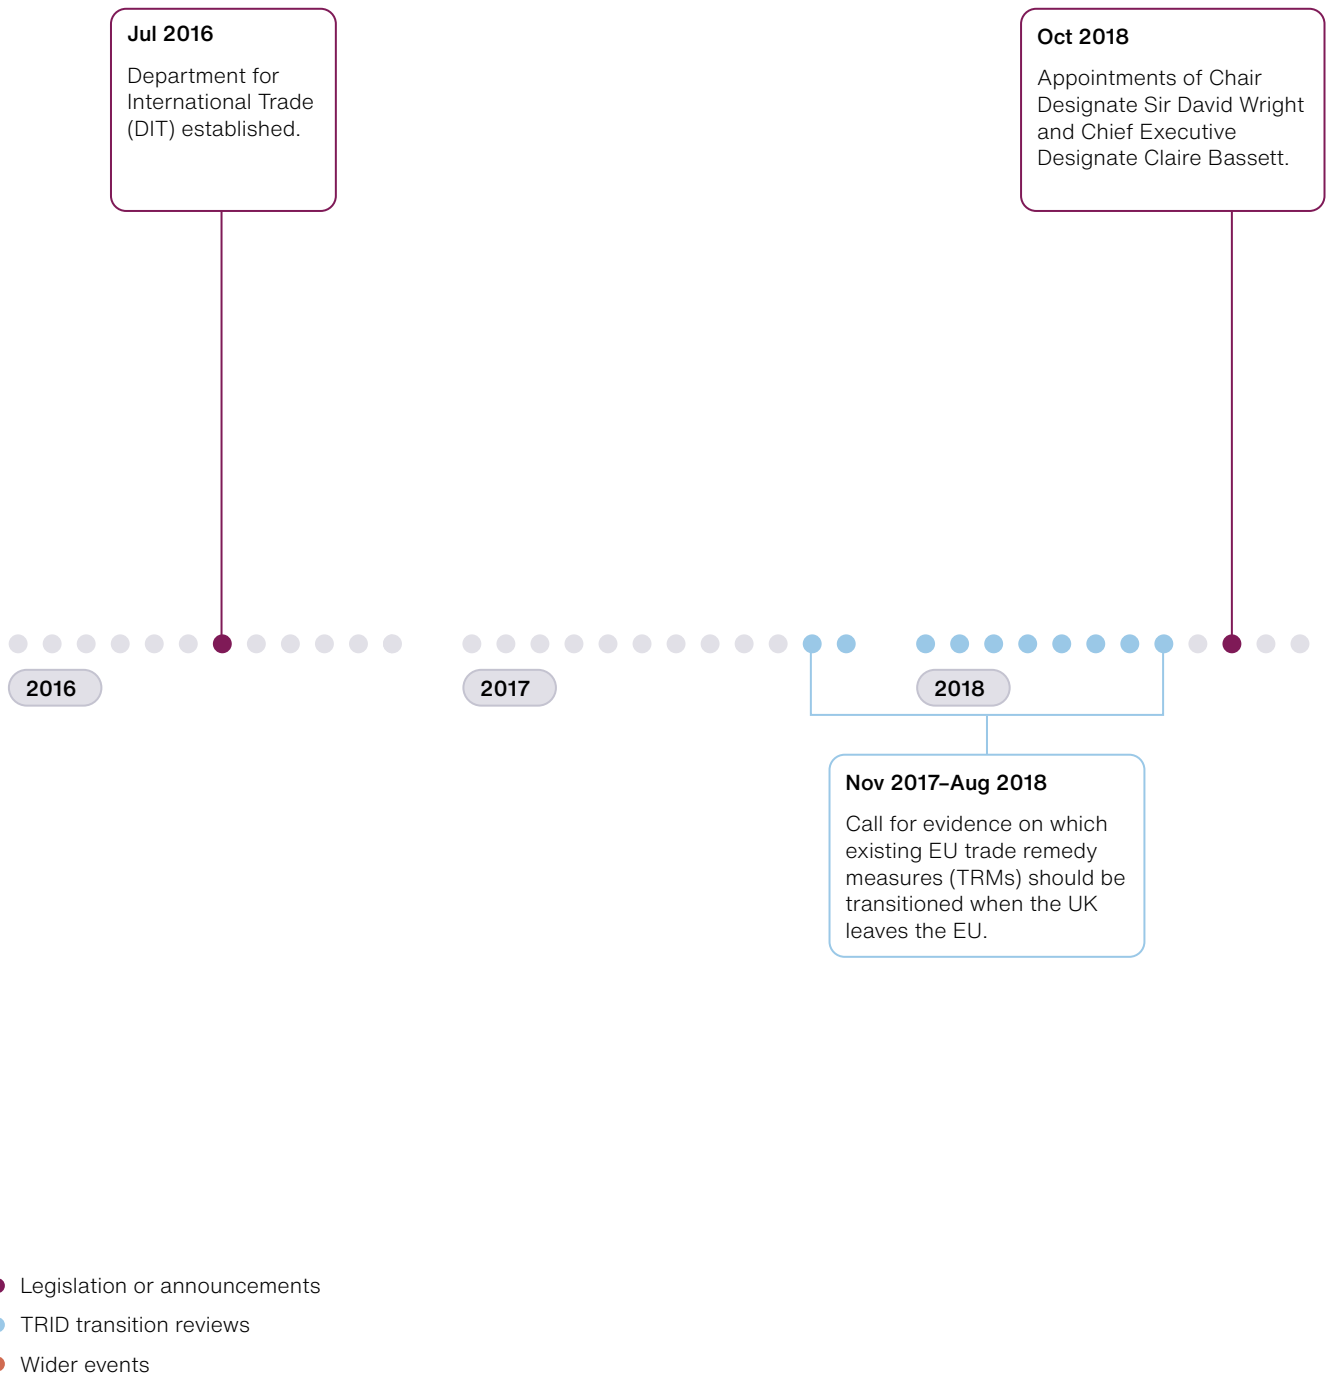 Jul 2016
Department for
International Trade
(DIT) established.
Oct 2018
Appointments of Chair
Designate Sir David Wright
and Chief Executive
Designate Claire Bassett.
2016
2017
2018
Nov 2017–Aug 2018
Call for evidence on which
existing EU trade remedy
measures (TRMs) should be
transitioned when the UK
leaves the EU.
Legislation or announcements
TRID transition reviews
Wider events